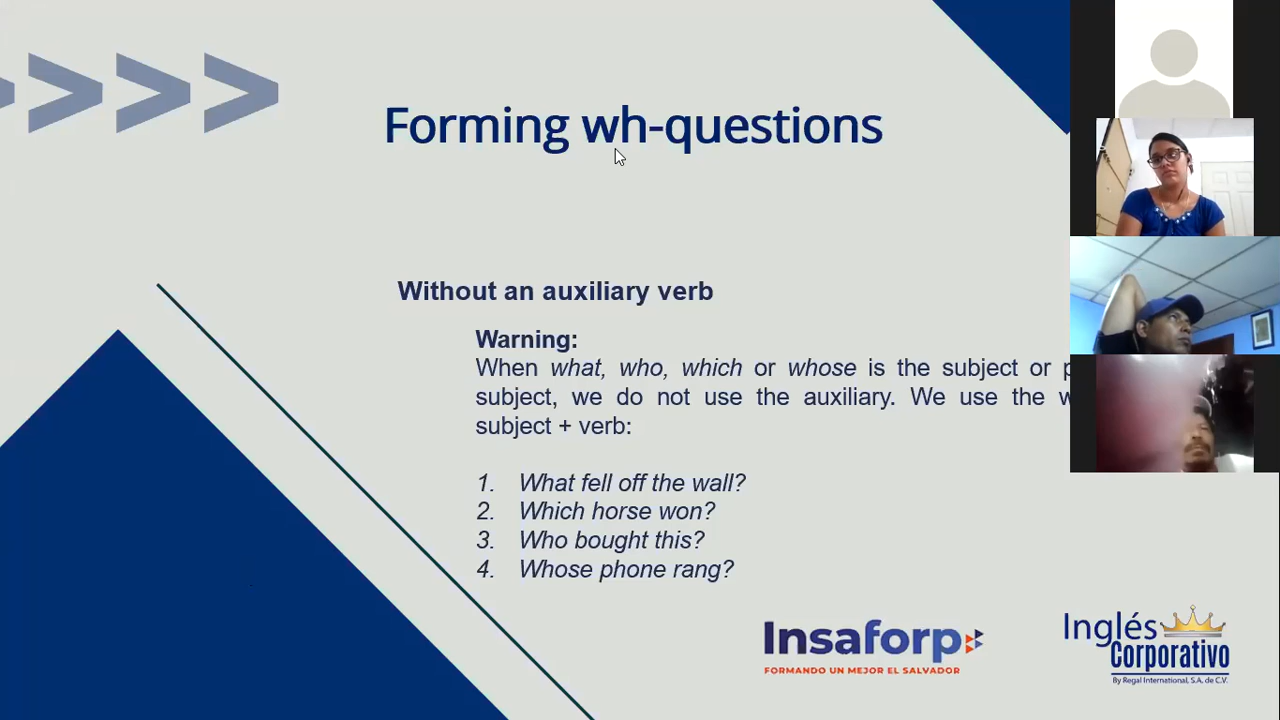 Forming wh-questions
Without an auxiliary verb
Warning:
When what, who, which or whose is the subject or
subject, we do not use the auxiliary. We use the
subject + verb:
1. What fell off the wall?
2. Which horse won?
3. Who bought this?
4. Whose phone rang?
Insaforp
FORMANDO UN MEJOR EL SALVADOR
Inglés
Corporativo
By Regal International, S.A. de C.V.